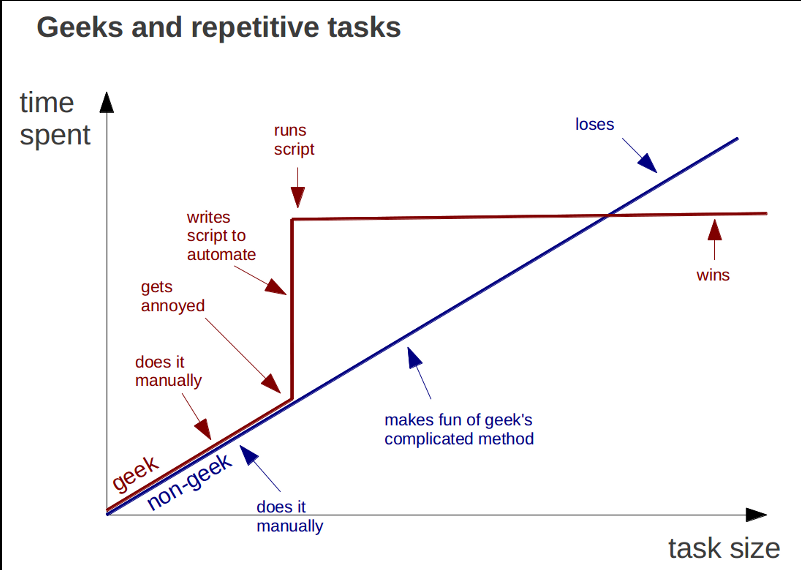 Geeks and repetitive tasks
time
spent
runs
script
loses
writes
script to
automate
gets
annoyed
wins
does it
manually
makes fun of geek's
complicated method
geek
non-geek
does it
manually
task size